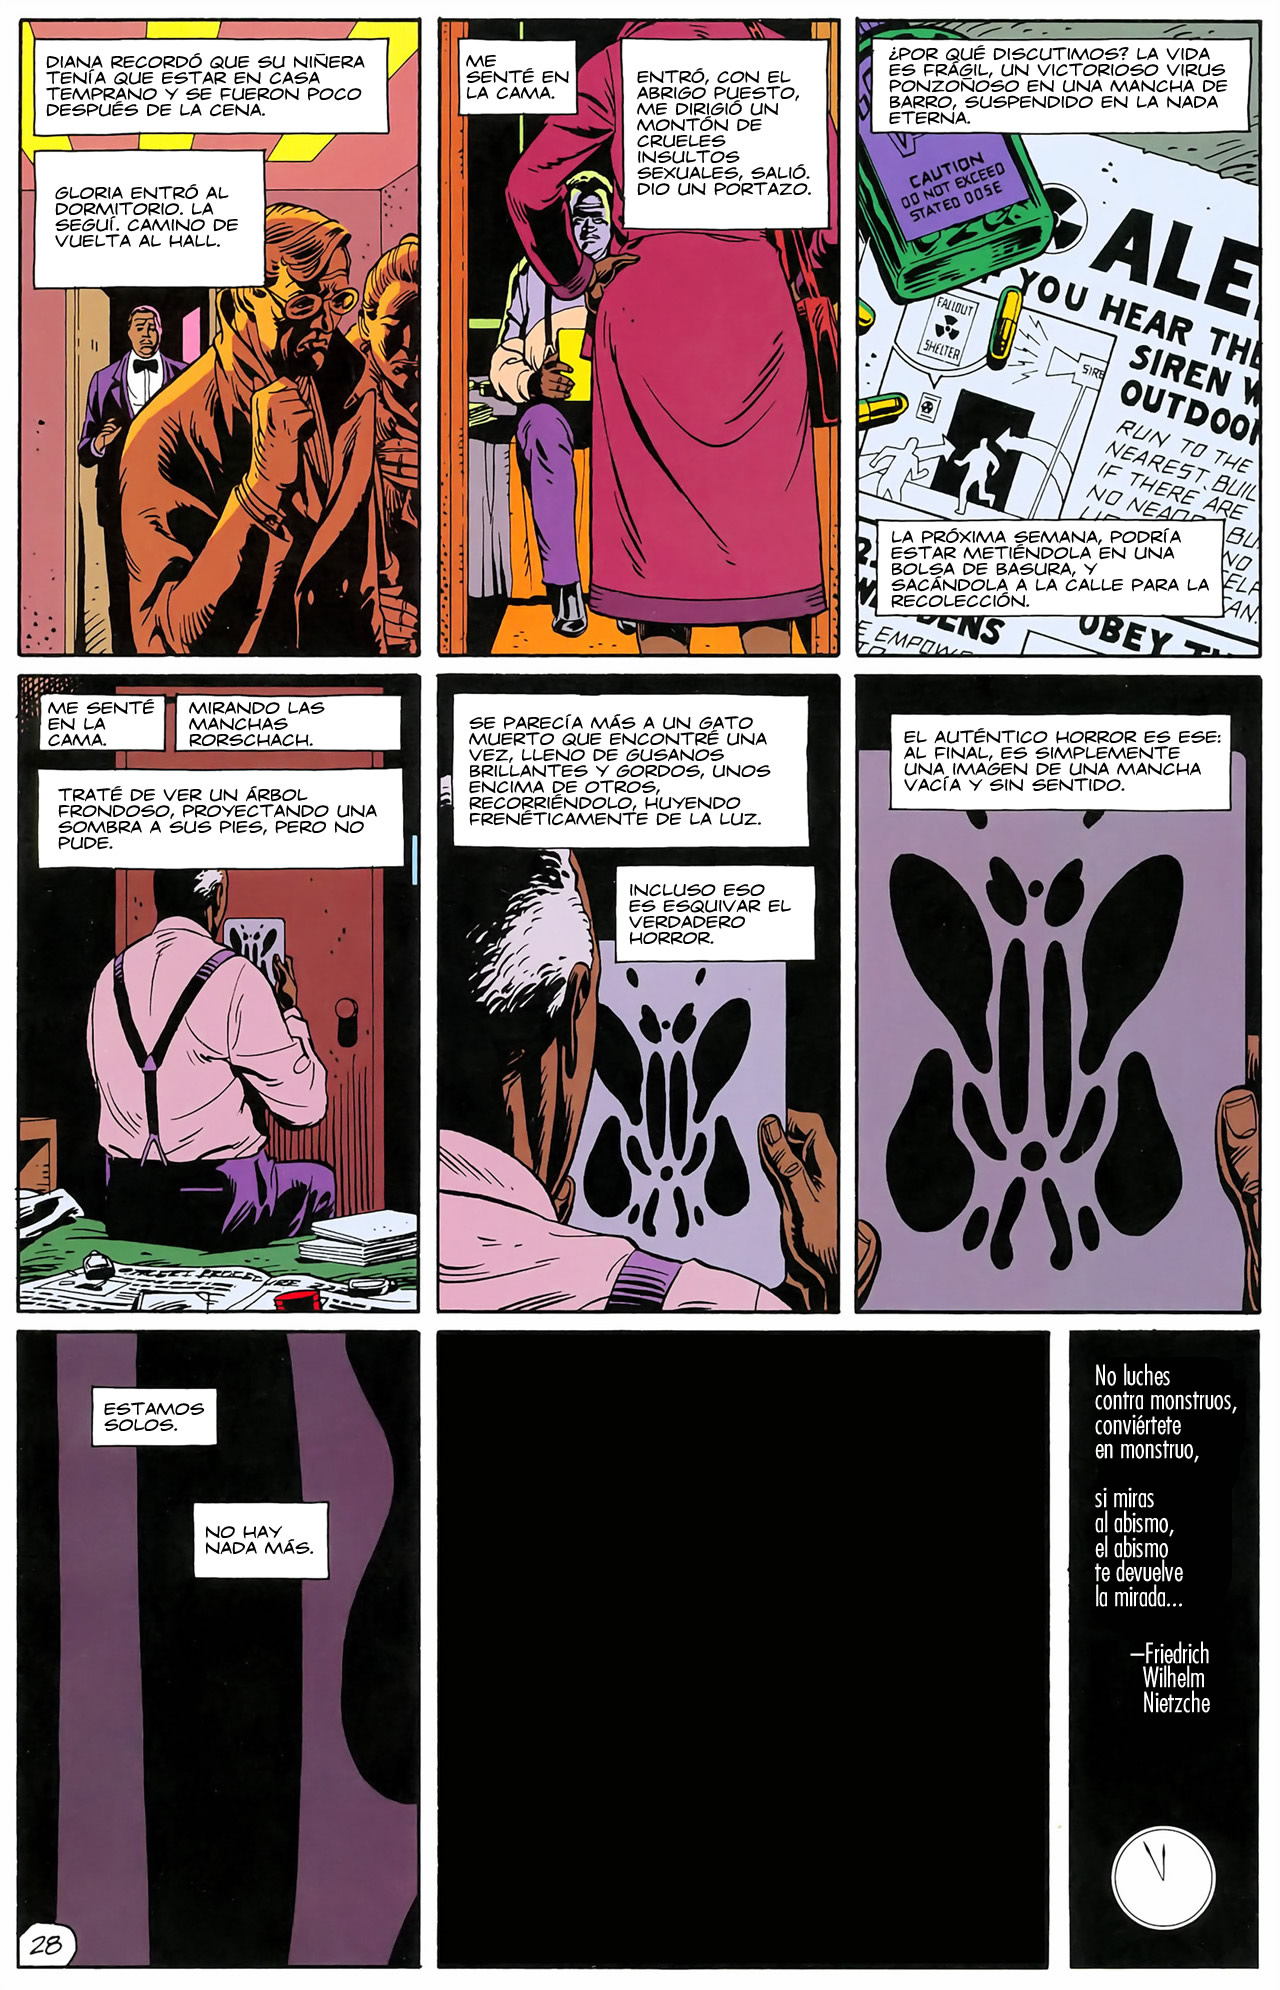 DIANA RECORDÓ QUE SU NIÑERA
TENÍA QUE ESTAR EN CASA
TEMPRANO Y SE FUERON POCO
DESPUÉS DE LA CENA.
GLORIA ENTRÓ AL
DORMITORIO. LA
SEGUÍ. CAMINO DE
VUELTA AL HALL.
ME
SENTÉ EN
LA CAMA.
ENTRÓ, CON EL
ABRIGO PUESTO,
ME DIRIGIÓ UN
MONTÓN DE
CRUELES
INSULTOS
SEXUALES, SALIÓ.
DIO UN PORTAZO.
¿POR QUÉ DISCUTIMOS? LA VIDA
ES FRÁGIL, UN VICTORIOSO VIRUS
PONZOÑOSO EN UNA MANCHA DE
BARRO, SUSPENDIDO EN LA NADA
ETERNA.
CAUTION
DO NOT EXCEED
STATED DOSE
ALE
YOU HEAR THE
SIREN W
OUTDOOR
FALLOUT
SHELTER
SIRE
RUN TO THE
NEAREST BUIL
IF THERE ARE
NO NEARB
LA PRÓXIMA SEMANA, PODRÍA
ESTAR METIÉNDOLA EN UNA
BOLSA DE BASURA, Y
SACÁNDOLA A LA CALLE PARA LA
RECOLECCIÓN.
OBEY
ME SENTÉ
EN LA
CAMA.
MIRANDO LAS
MANCHAS
RORSCHACH.
TRATÉ DE VER UN ÁRBOL
FRONDOSO, PROYECTANDO UNA
SOMBRA A SUS PIES, PERO NO
PUDE.
SE PARECÍA MÁS A UN GATO
MUERTO QUE ENCONTRÉ UNA
VEZ, LLENO DE GUSANOS
BRILLANTES Y GORDOS, UNOS
ENCIMA DE OTROS,
RECORRIÉNDOLO, HUYENDO
FRENÉTICAMENTE DE LA LUZ.
INCLUSO ESO
ES ESQUIVAR EL
VERDADERO
HORROR.
EL AUTÉNTICO HORROR ES ESE:
AL FINAL, ES SIMPLEMENTE
UNA IMAGEN DE UNA MANCHA
VACÍA Y SIN SENTIDO.
ESTAMOS
SOLOS.
NO HAY
NADA MÁS.
No luches
contra monstruos,
conviértete
en monstruo,
si miras
al abismo,
el abismo
te devuelve
la mirada...
—Friedrich
Wilhelm
Nietzche
28